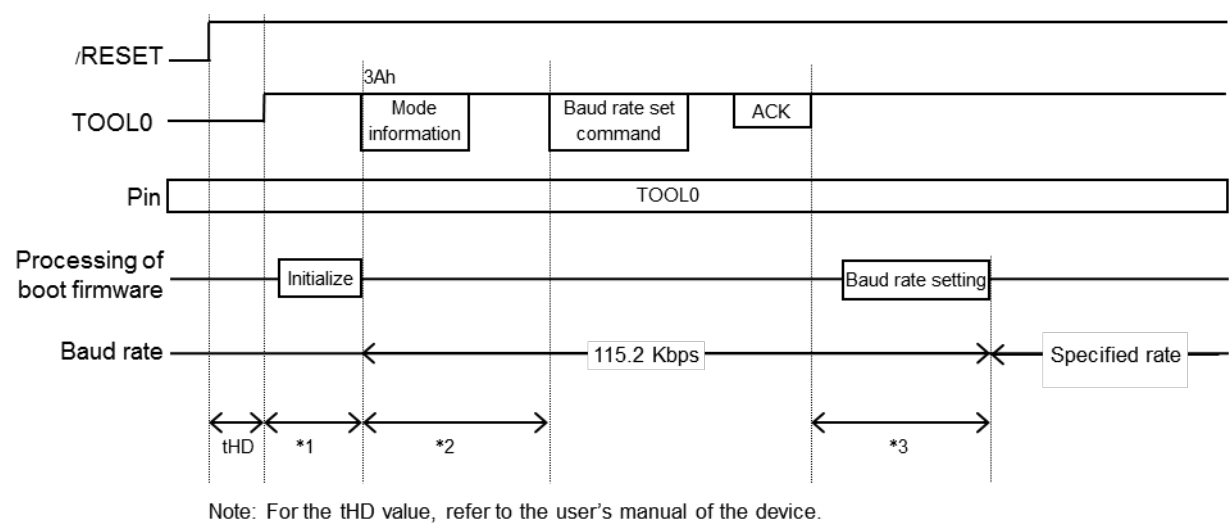 /RESET
3Ah
TOOL0
Mode
information
Baud rate set
command
ACK
Pin
TOOL0
Processing of
boot firmware
Initialize
Baud rate setting
Baud rate
115.2 Kbps
Specified rate
tHD
*1
*2
*3
Note: For the tHD value, refer to the user's manual of the device.